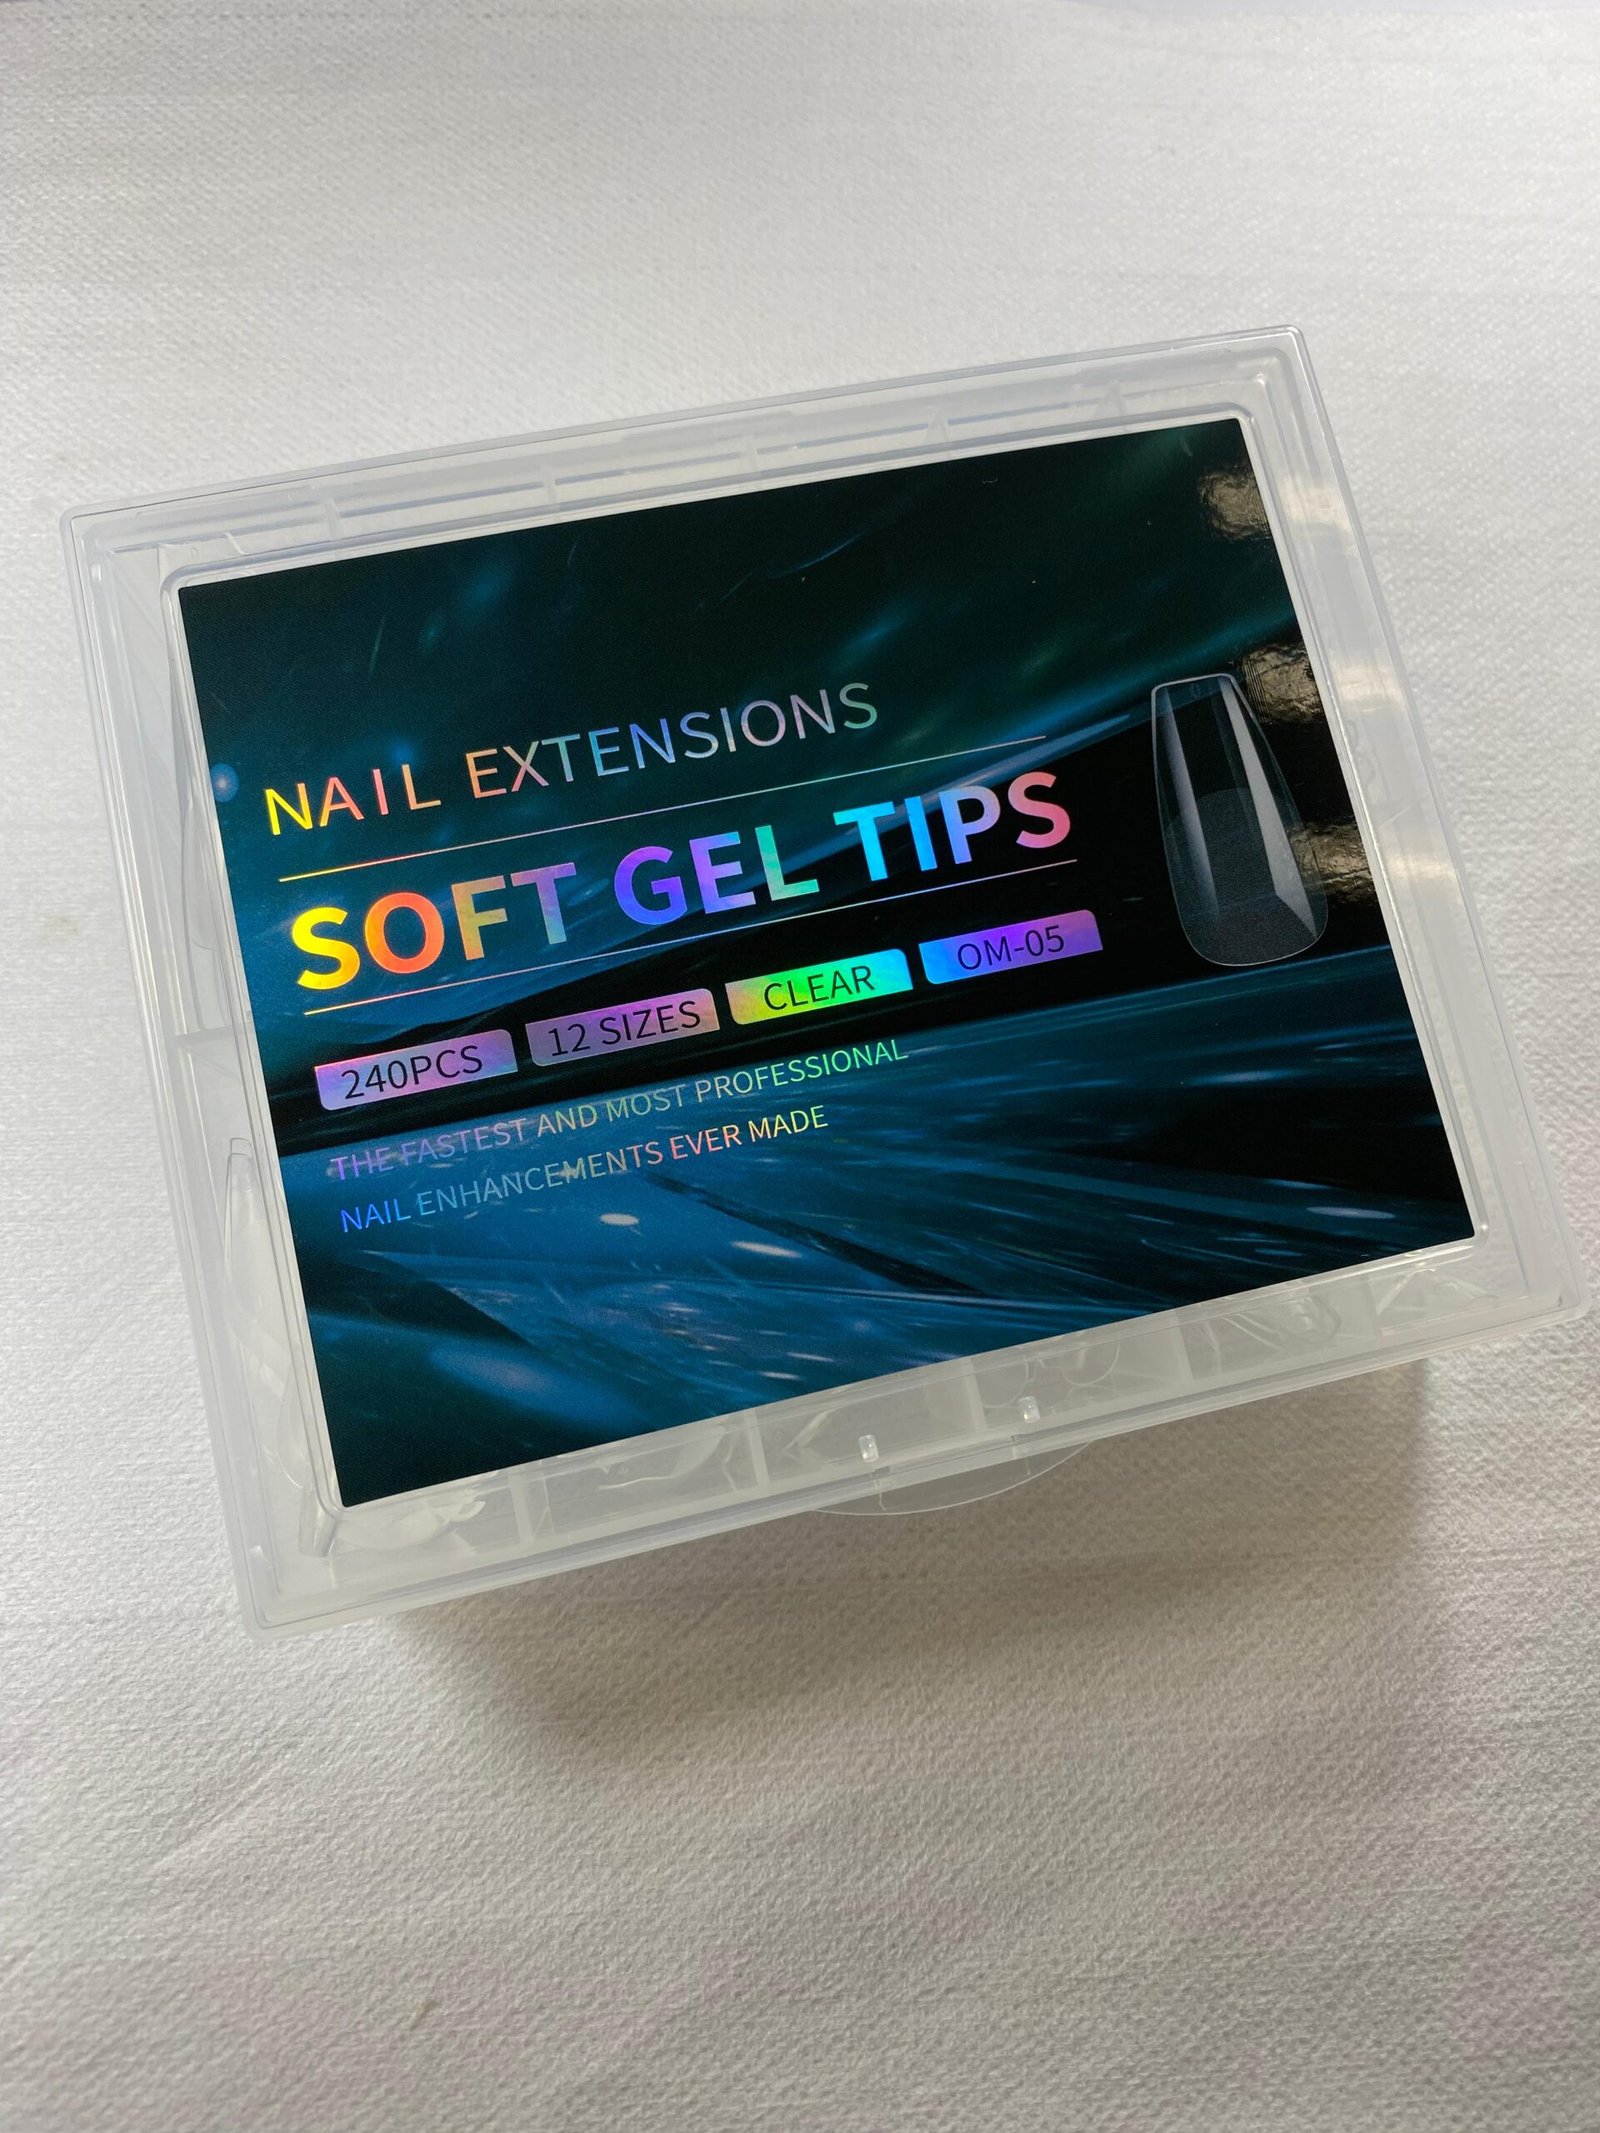 NAIL EXTENSIONS
SOFT GEL TIPS
240PCS 12 SIZES CLEAR OM-05
THE FASTEST AND MOST PROFESSIONAL
NAIL ENHANCEMENTS EVER MADE